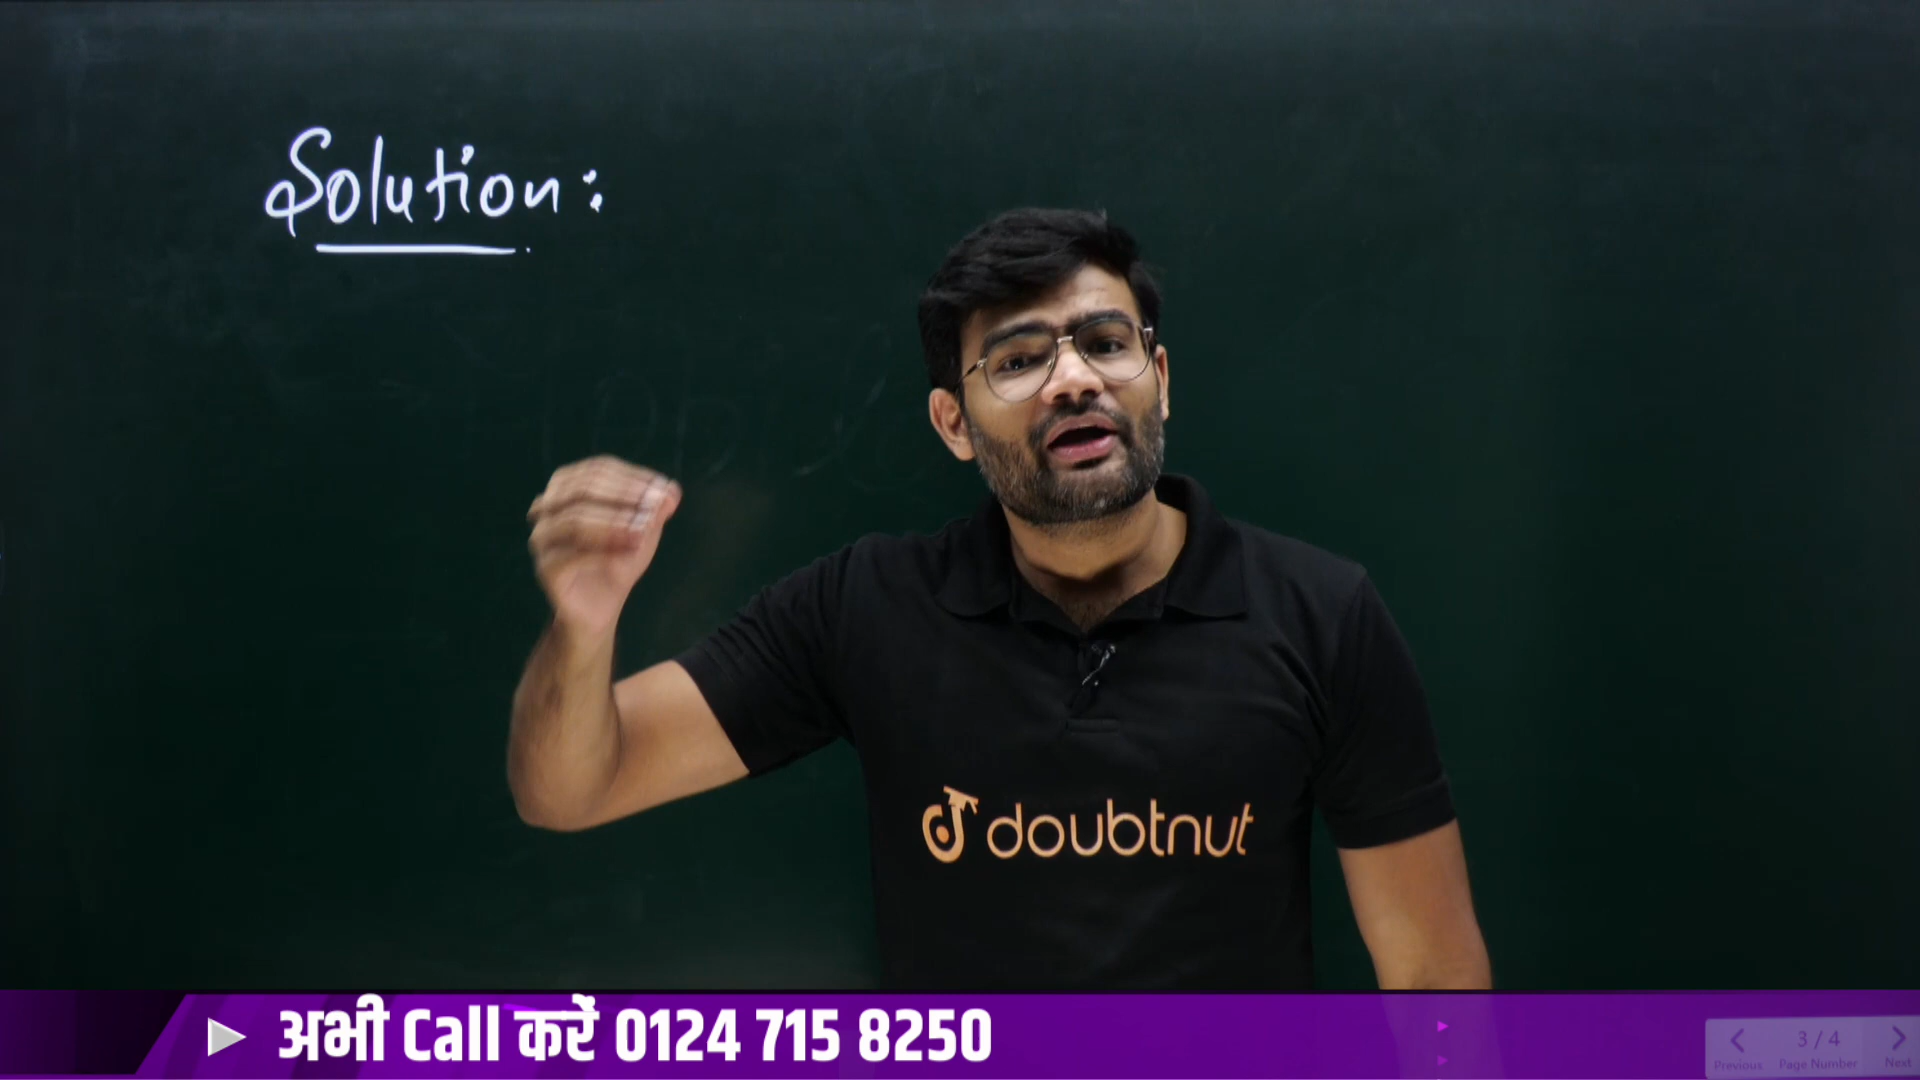 Solution:
doubtnut
अभी Call करें 0124 715 8250
3 / 4
Previous Page Number Next